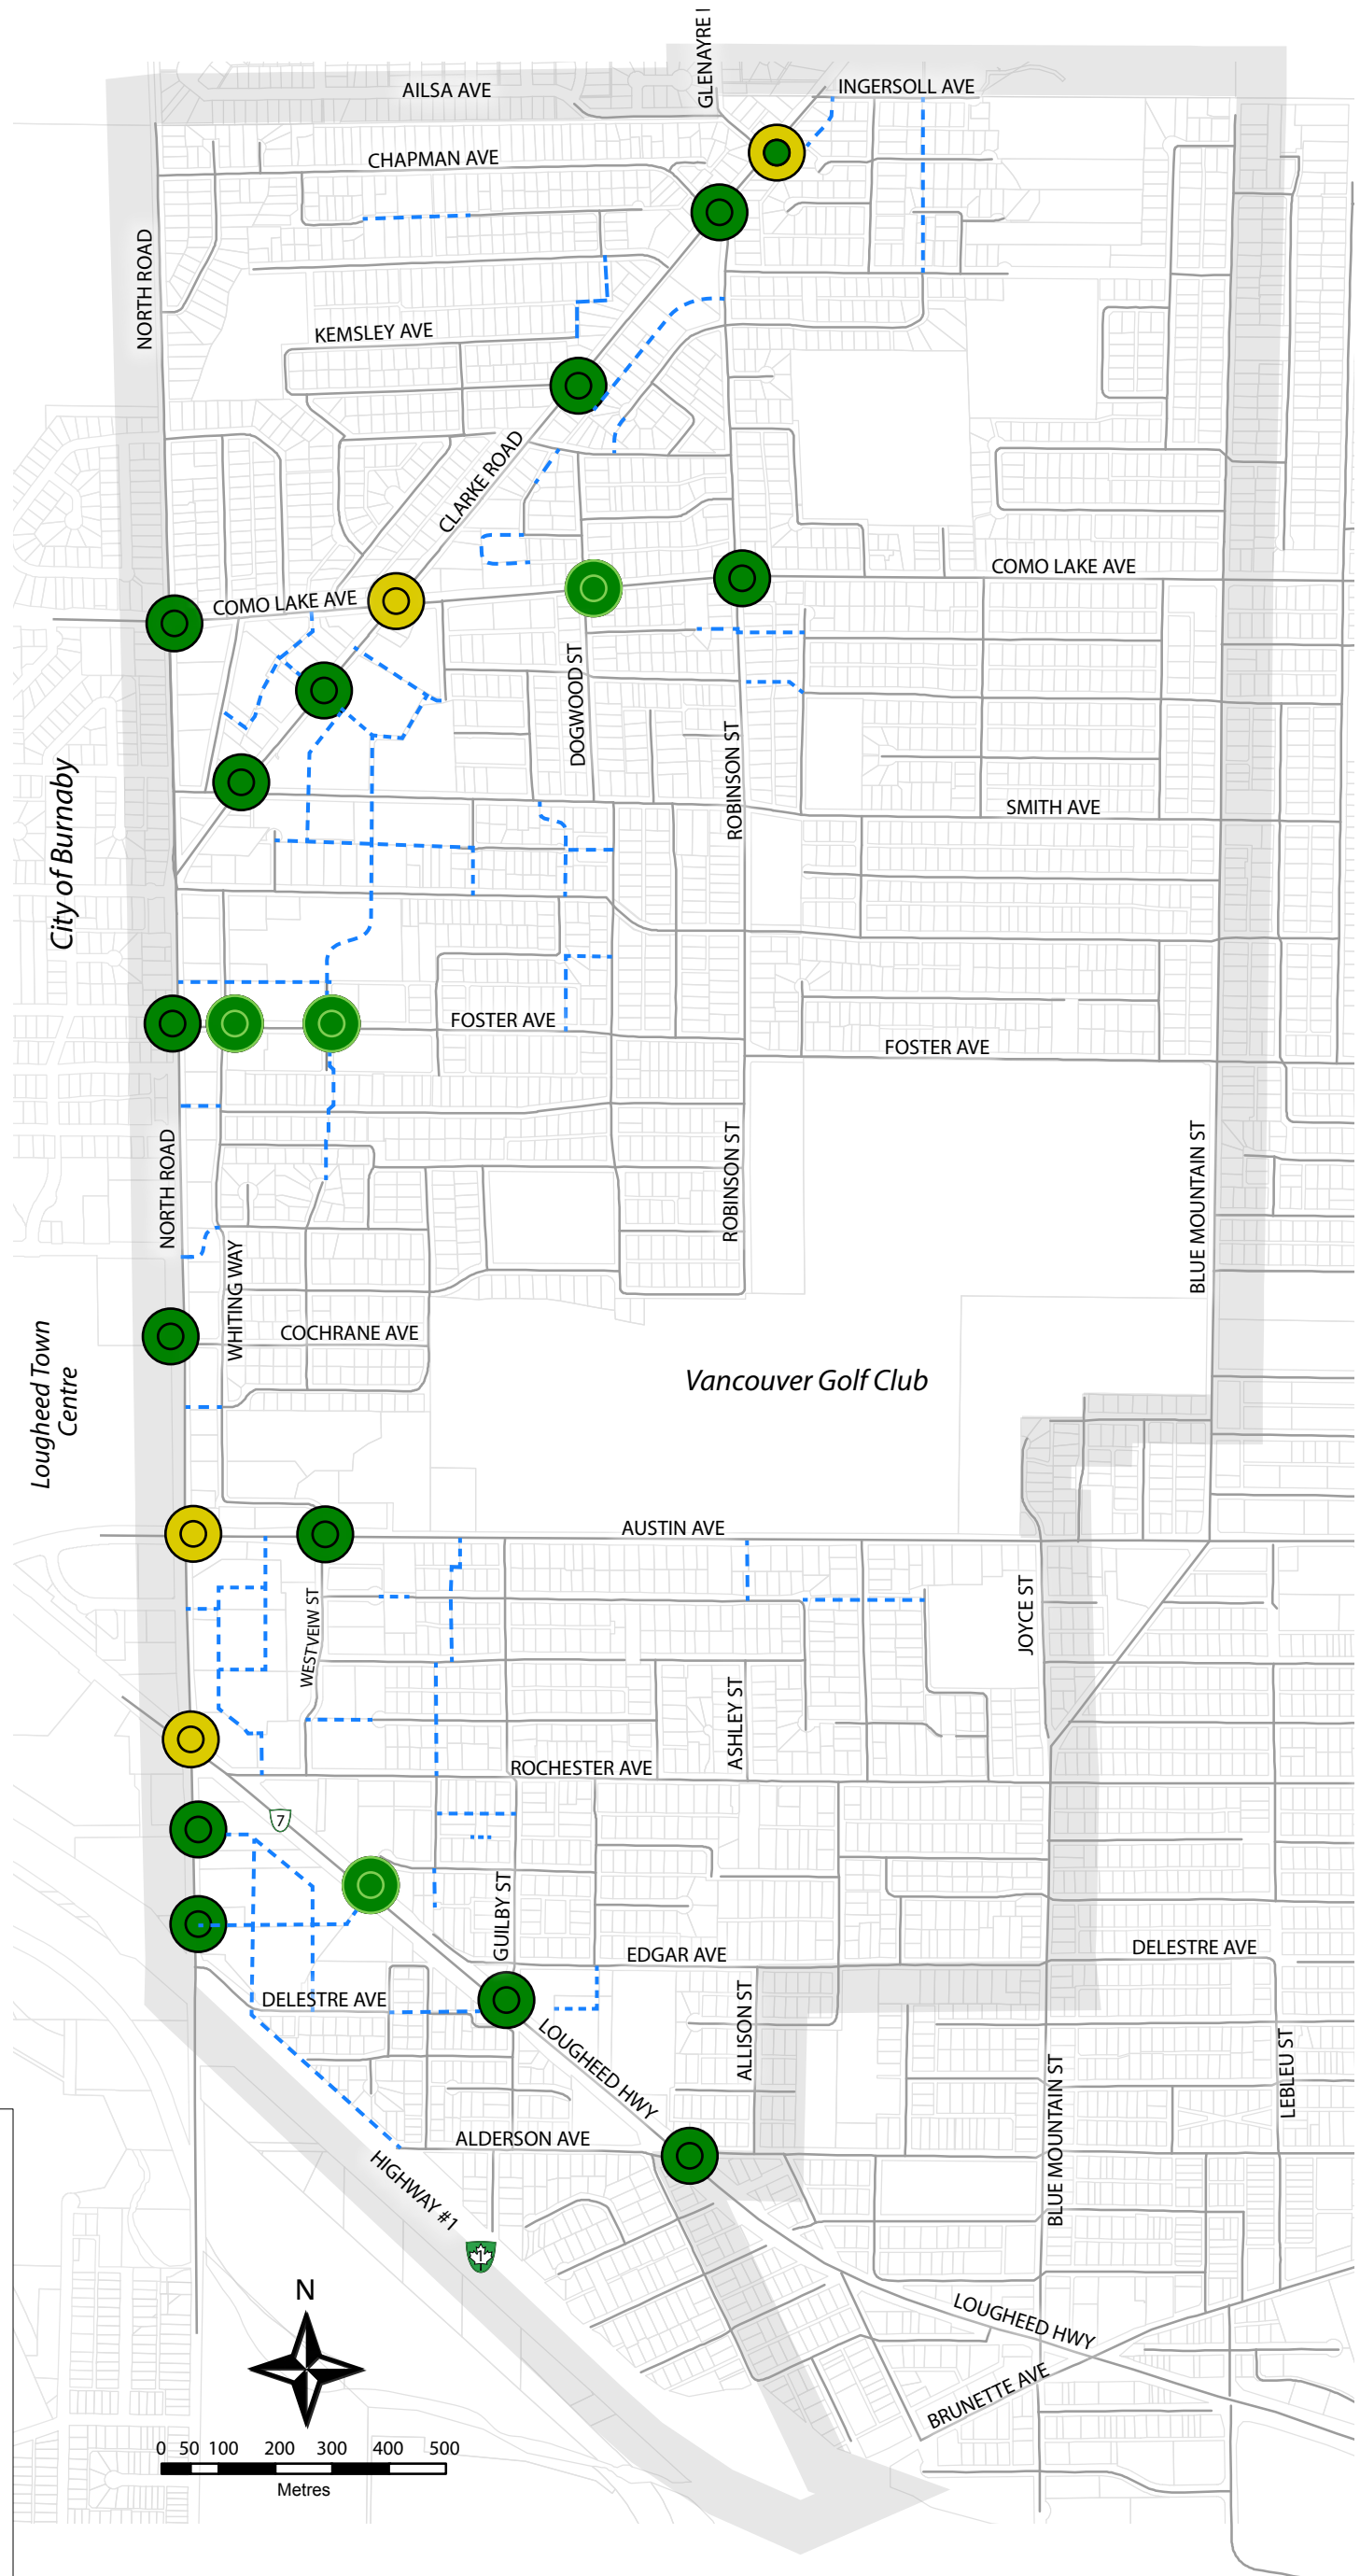 GLENAYRE
AILSA AVE
INGERSOLL AVE
CHAPMAN AVE
NORTH ROAD
KEMSLEY AVE
CLARKE ROAD
COMO LAKE AVE
COMO LAKE AVE
DOGWOOD ST
ROBINSON ST
City of Burnaby
SMITH AVE
FOSTER AVE
FOSTER AVE
NORTH ROAD
ROBINSON ST
BLUE MOUNTAIN ST
WHITING WAY
COCHRANE AVE
Lougheed Town
Centre
Vancouver Golf Club
AUSTIN AVE
WESTVEIW ST
JOYCE ST
ASHLEY ST
ROCHESTER AVE
7
GUILBY ST
EDGAR AVE
DELESTRE AVE
DELESTRE AVE
ALLISON ST
LOUGHEED HWY
BLUE MOUNTAIN ST
LEBLEU ST
ALDERSON AVE
HIGHWAY #1
1
N
LOUGHEED HWY
BRUNETTE AVE
0 50 100 200 300 400 500
Metres